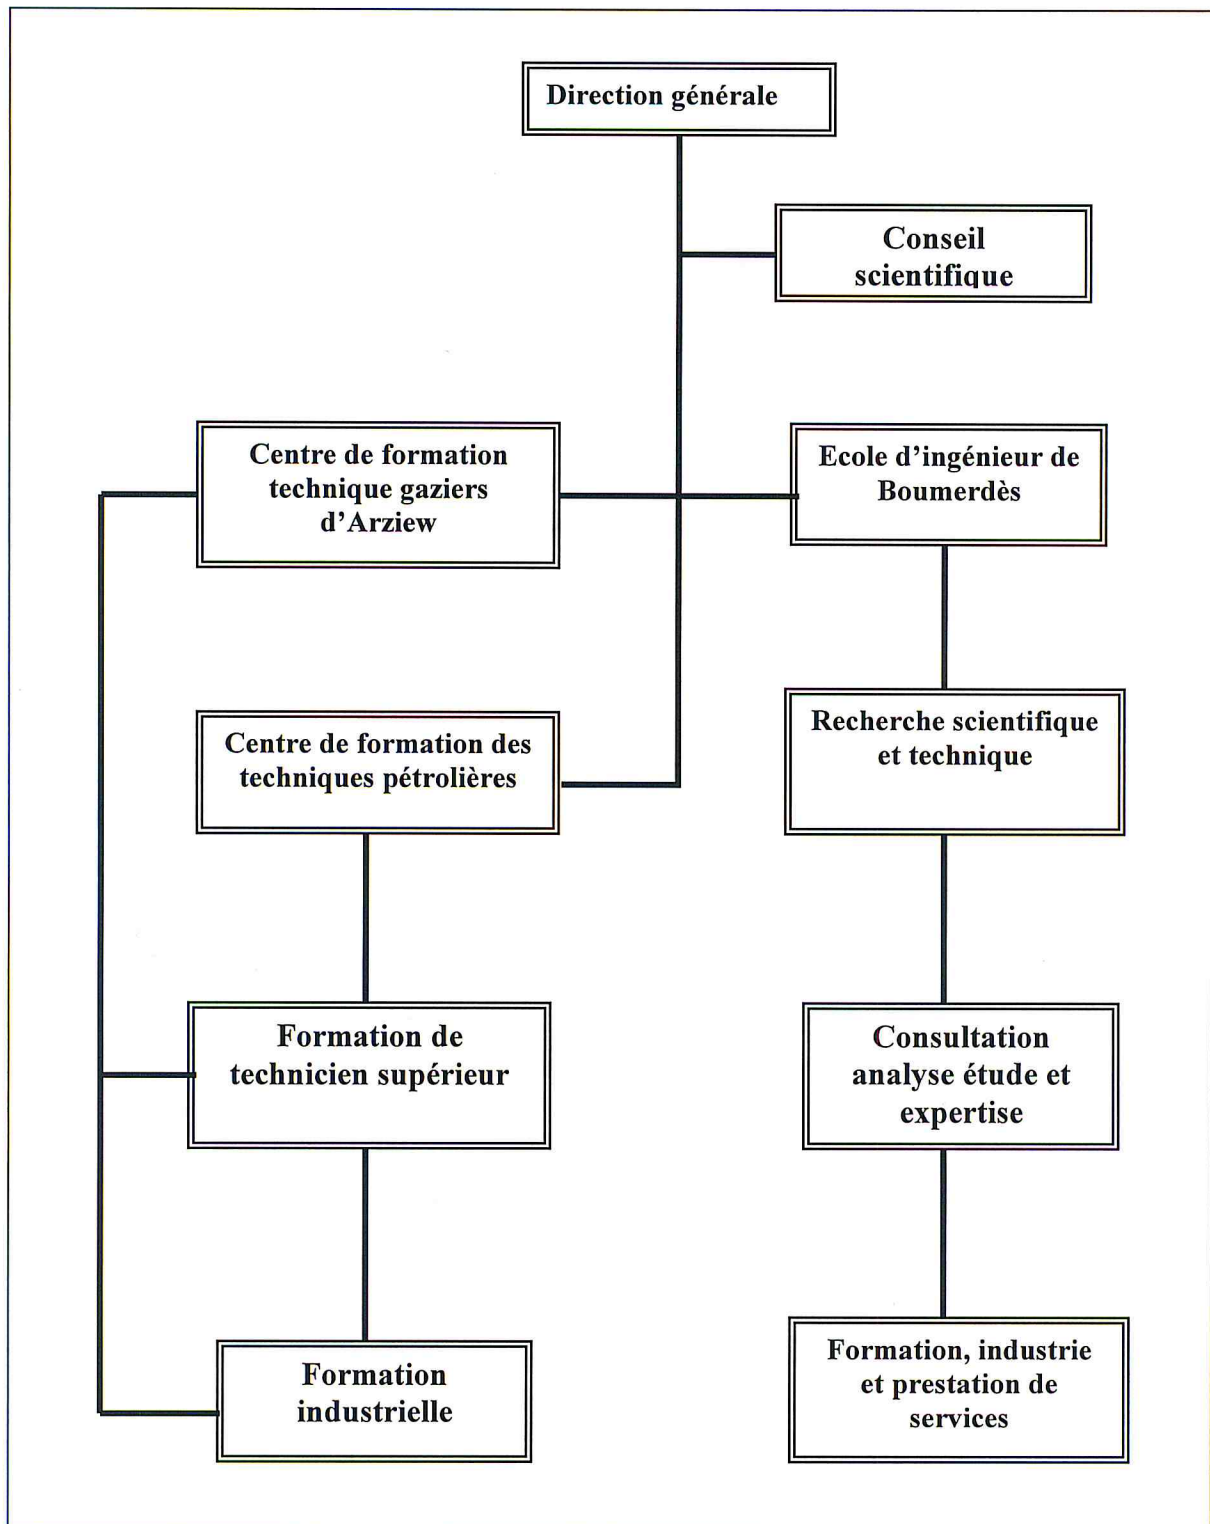 Direction générale
Conseil
scientifique
Centre de formation
technique gaziers
d'Arziew
Ecole d'ingénieur de
Boumerdès
Centre de formation des
techniques pétrolières
Recherche scientifique
et technique
Formation de
technicien supérieur
Consultation
analyse étude et
expertise
Formation
industrielle
Formation, industrie
et prestation de
services